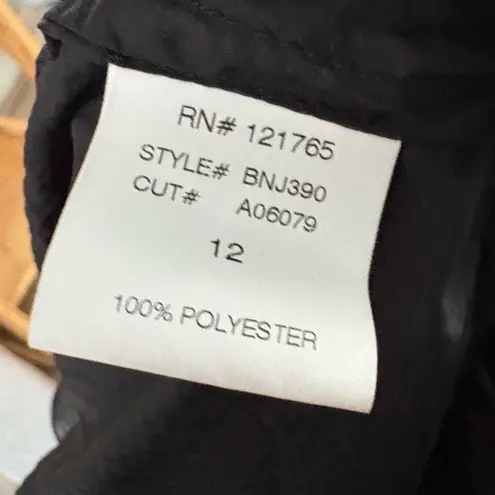 RN# 121765
STYLE# BNJ390
CUT# A06079
12
100% POLYESTER